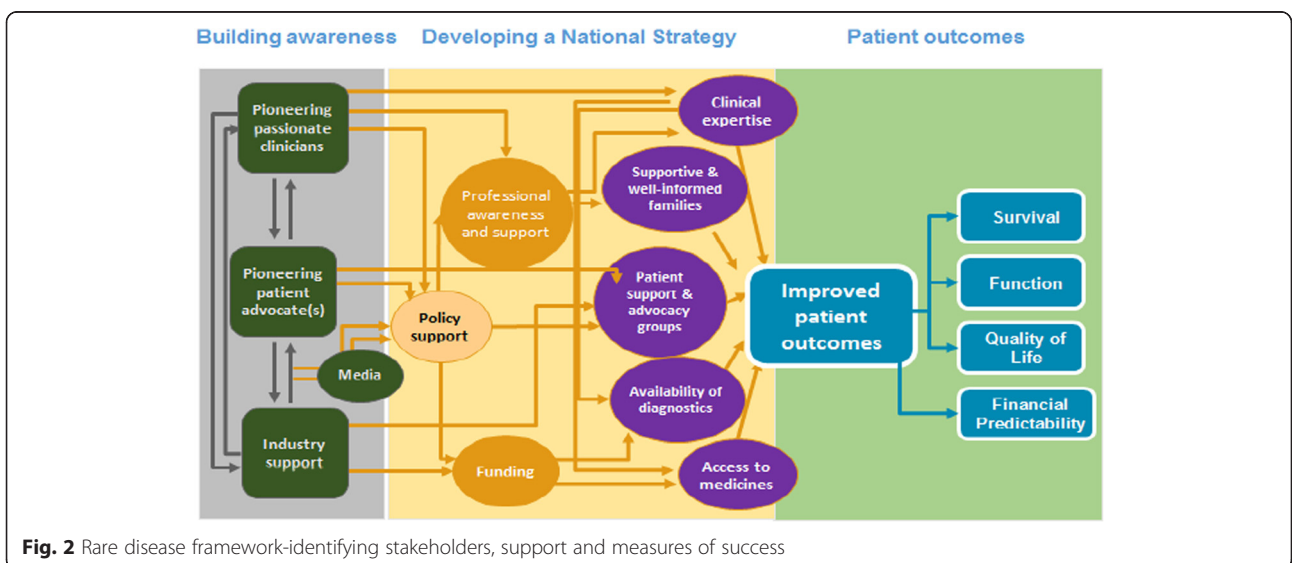 Building awareness
Developing a National Strategy
Patient outcomes
Pioneering
passionate
clinicians
Pioneering
patient
advocate(s)
Media
Industry
support
Professional
awareness
and support
Policy
support
Funding
Clinical
expertise
Supportive &
well-informed
families
Patient
support &
advocacy
groups
Availability of
diagnostics
Access to
medicines
Improved
patient
outcomes
Survival
Function
Quality of
Life
Financial
Predictability
Fig. 2 Rare disease framework-identifying stakeholders, support and measures of success